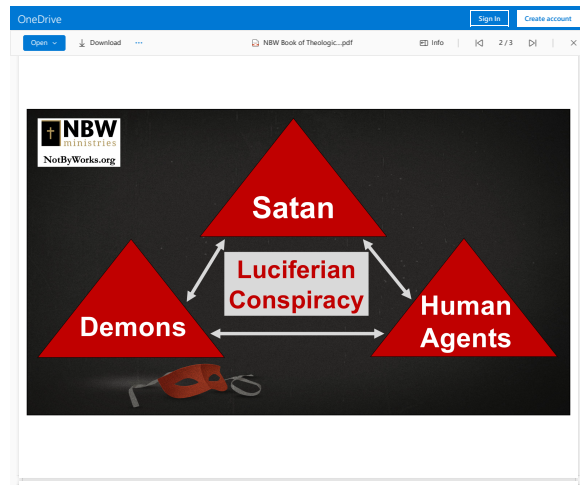 OneDrive
Sign In
Create account
Open
Download
NBW Book of Theologic...pdf
Info
2 / 3
NBW
ministries
NotByWorks.org
Satan
Luciferian
Conspiracy
Demons
Human
Agents